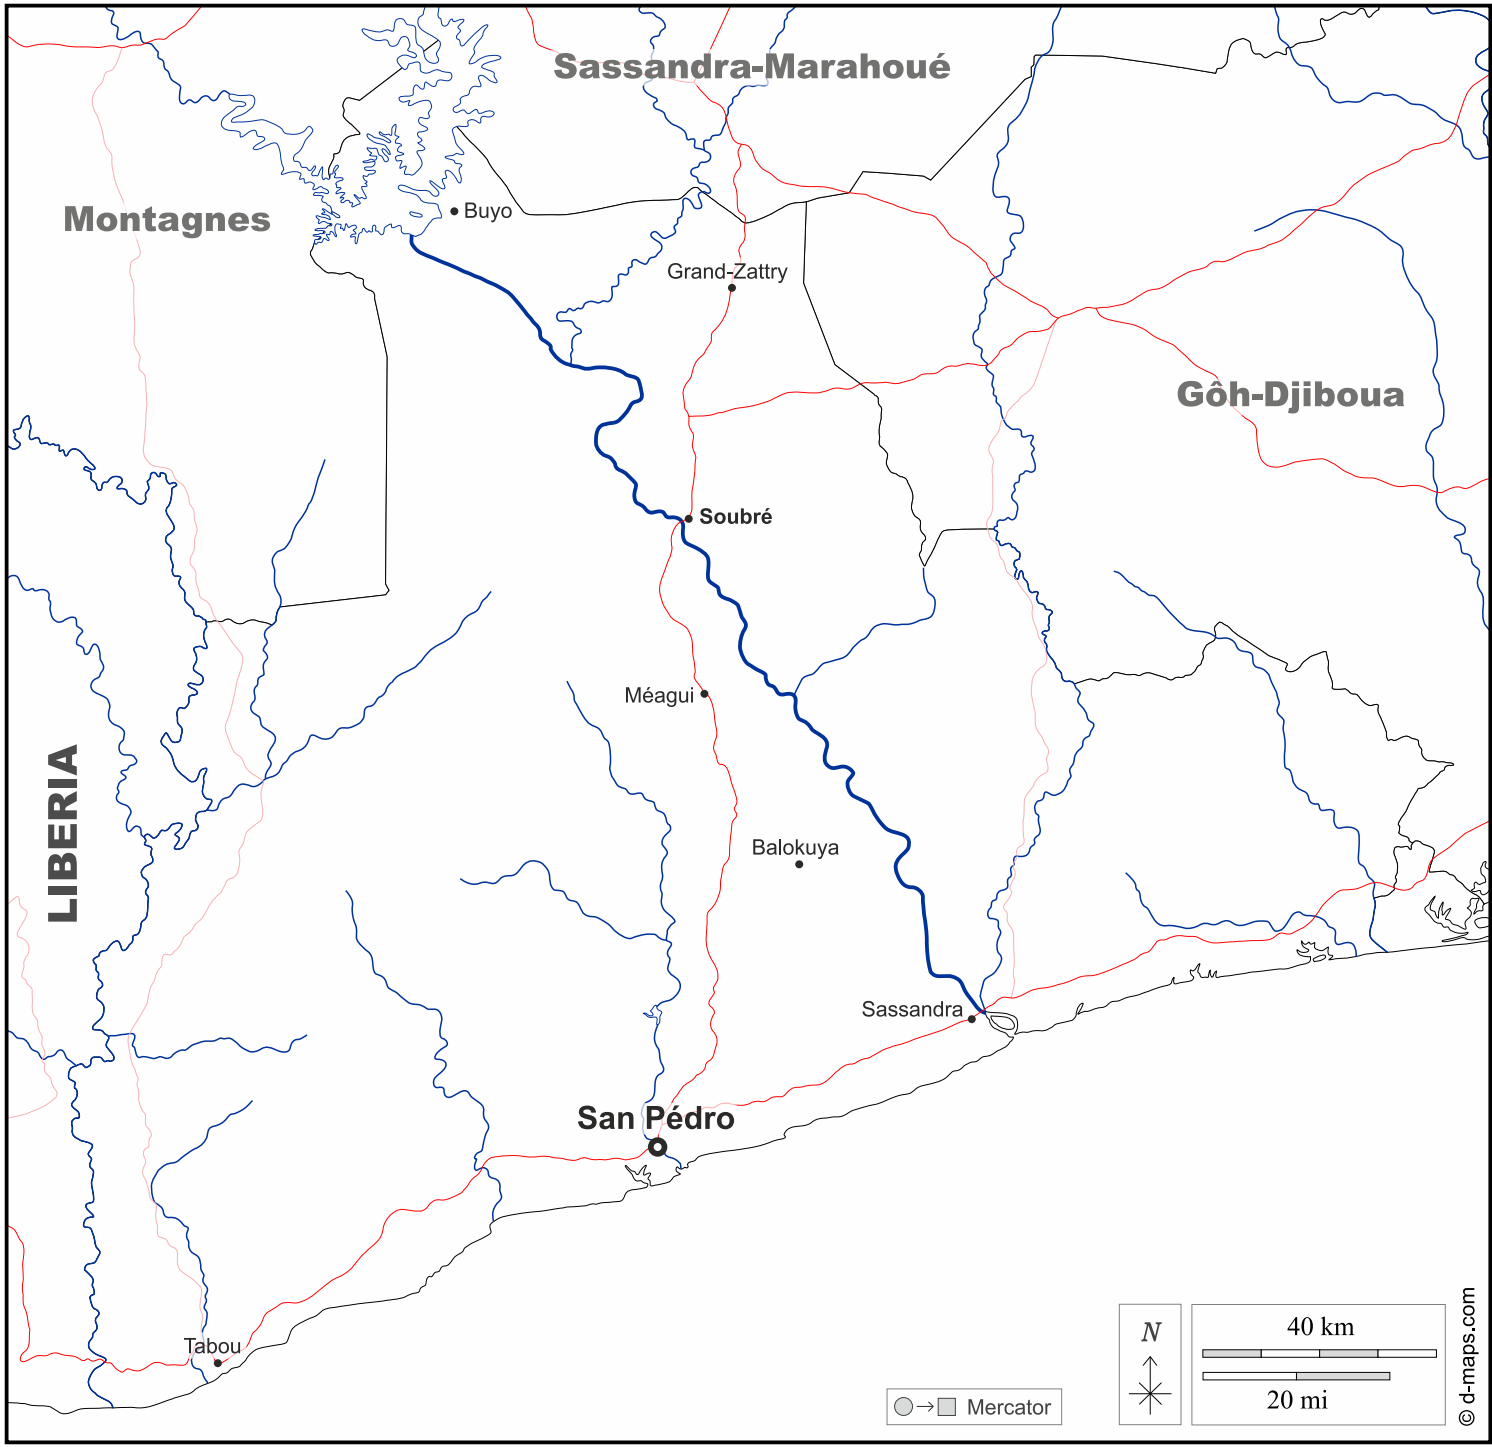 Sassandra-Marahoué
Montagnes
Buyo
Grand-Zattry
Gôh-Djiboua
Soubré
Méagui
LIBERIA
Balokuya
Sassandra
San Pédro
Tabou
N
40 km
20 mi
Mercator
© d-maps.com